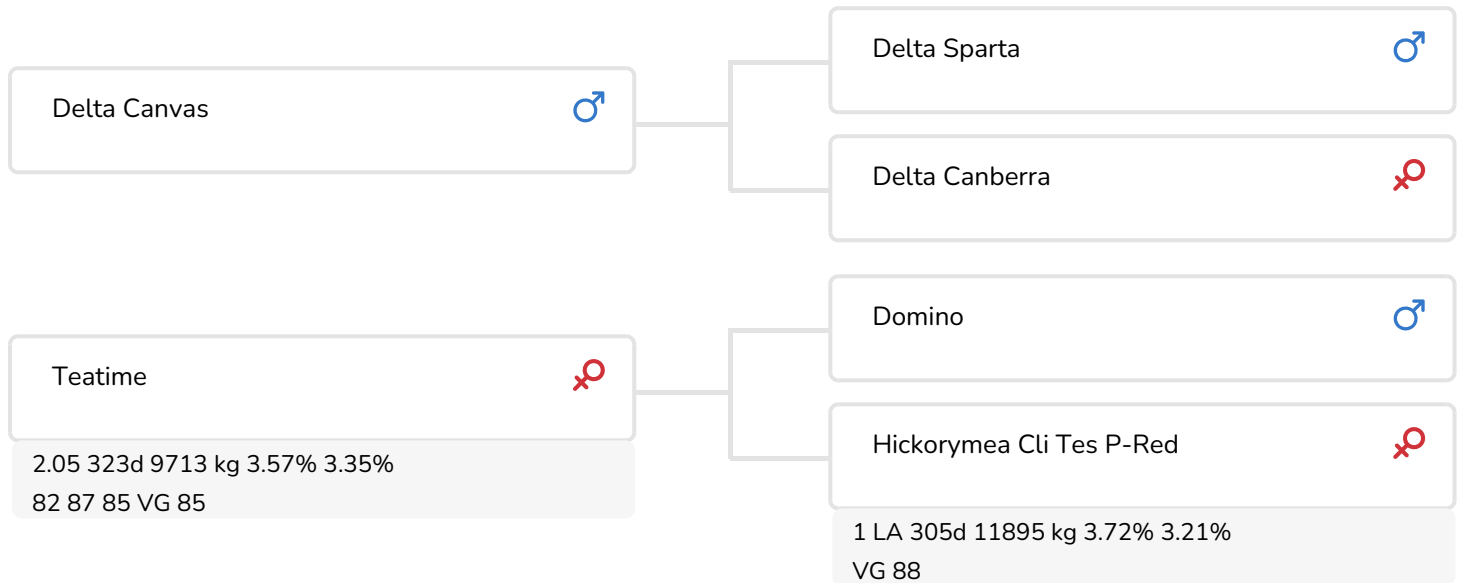 Delta Canvas
Delta Sparta
Delta Canberra
Teatime
2.05 323d 9713 kg 3.57% 3.35%
82 87 85 VG 85
Domino
Hickorymea Cli Tes P-Red
1 LA 305d 11895 kg 3.72% 3.21%
VG 88